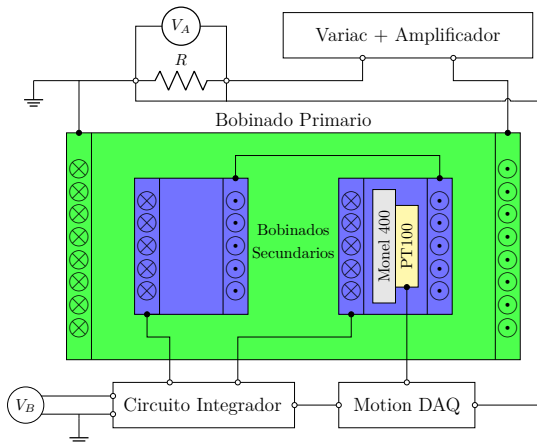 V_A
Variac + Amplificador
R
Bobinado Primario
Bobinados
Secundarios
Monel 400
PT100
V_B
Circuito Integrador
Motion DAQ